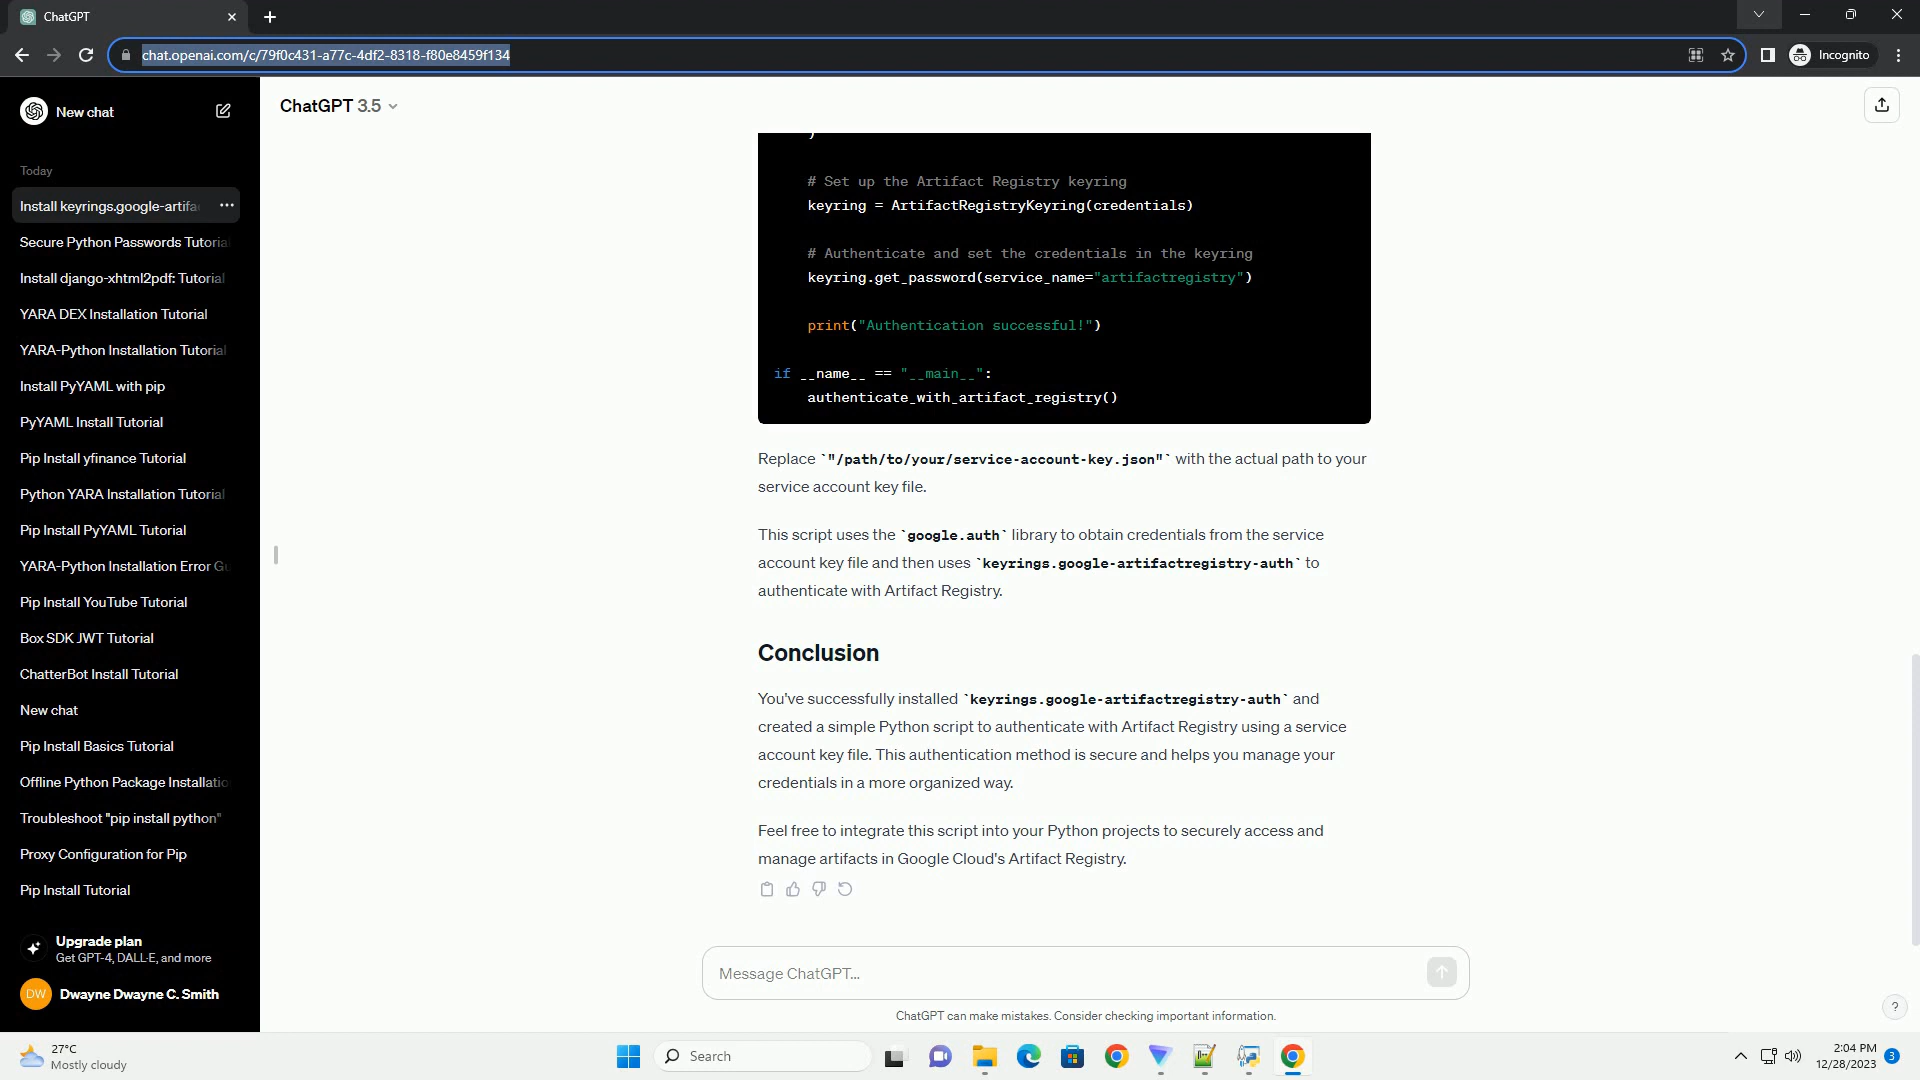 ChatGPT
chat.openai.com/c/79f0c431-a77c-4df2-8318-f80e8459f134
Incognito
New chat
Today
Install keyrings.google-artifa
Secure Python Passwords Tutoria
Install django-xhtml2pdf: Tutorial
YARA DEX Installation Tutorial
YARA-Python Installation Tutorial
Install PyYAML with pip
PyYAML Install Tutorial
Pip Install yfinance Tutorial
Python YARA Installation Tutorial
Pip Install PyYAML Tutorial
YARA-Python Installation Error Gu
Pip Install YouTube Tutorial
Box SDK JWT Tutorial
ChatterBot Install Tutorial
New chat
Pip Install Basics Tutorial
Offline Python Package Installatio
Troubleshoot "pip install python"
Proxy Configuration for Pip
Pip Install Tutorial
Upgrade plan
Get GPT-4, DALL·E, and more
DW
Dwayne Dwayne C. Smith
ChatGPT 3.5
)
# Set up the Artifact Registry keyring
keyring = ArtifactRegistryKeyring(credentials)
# Authenticate and set the credentials in the keyring
keyring.get_password(service_name="artifactregistry")
print("Authentication successful!")
if __name__ == "__main__":
authenticate_with_artifact_registry()
Replace `"/path/to/your/service-account-key.json"` with the actual path to your
service account key file.
This script uses the `google.auth` library to obtain credentials from the service
account key file and then uses `keyrings.google-artifactregistry-auth` to
authenticate with Artifact Registry.
Conclusion
You've successfully installed `keyrings.google-artifactregistry-auth` and
created a simple Python script to authenticate with Artifact Registry using a service
account key file. This authentication method is secure and helps you manage your
credentials in a more organized way.
Feel free to integrate this script into your Python projects to securely access and
manage artifacts in Google Cloud's Artifact Registry.
Message ChatGPT...
ChatGPT can make mistakes. Consider checking important information.
?
27°C
Mostly cloudy
Search
2:04 PM
12/28/2023
3